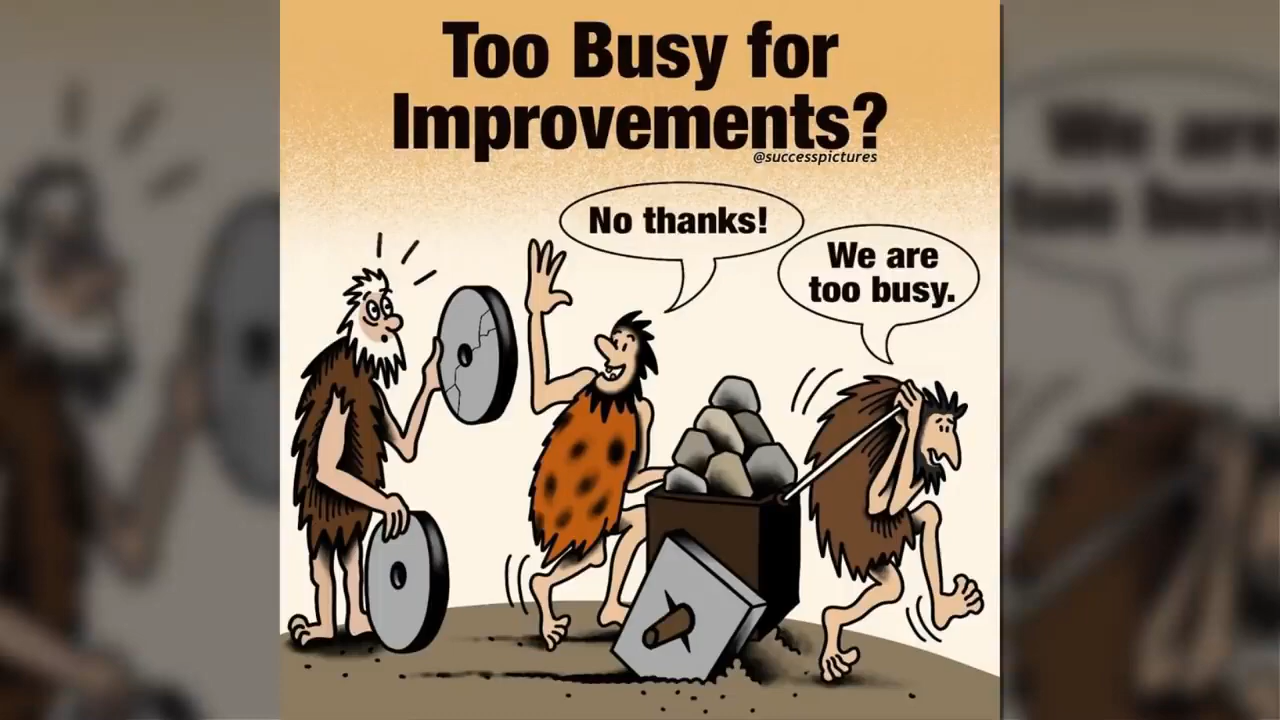 Too Busy for
Improvements?
@successpictures
No thanks!
We are
too busy.